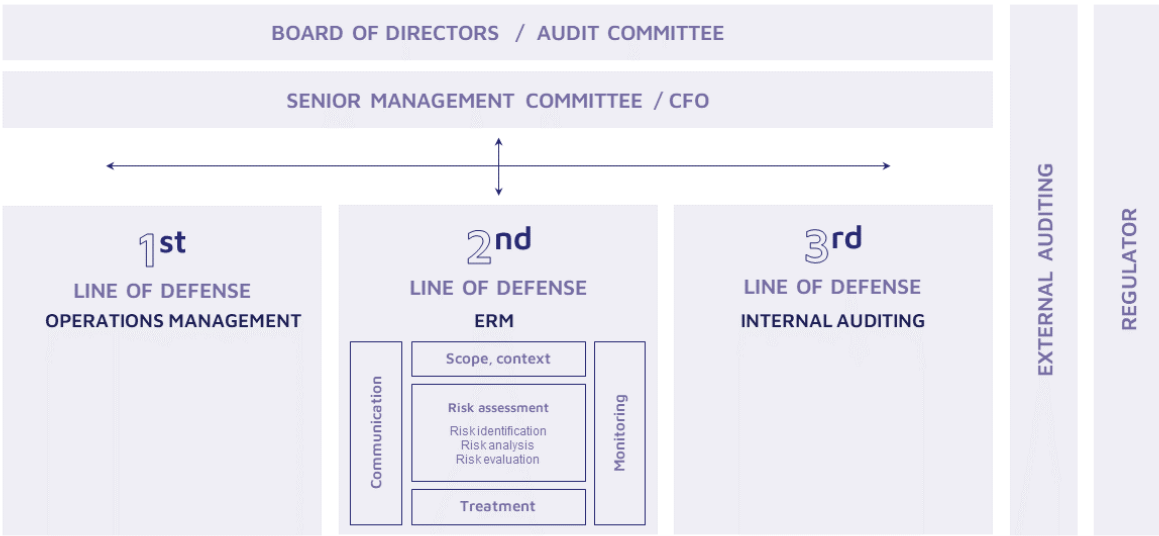 BOARD OF DIRECTORS / AUDIT COMMITTEE
SENIOR MANAGEMENT COMMITTEE / CFO
1st
LINE OF DEFENSE
OPERATIONS MANAGEMENT
2nd
LINE OF DEFENSE
ERM
Communication
Scope, context
Risk assessment
Risk identification
Risk analysis
Risk evaluation
Treatment
Monitoring
3rd
LINE OF DEFENSE
INTERNAL AUDITING
EXTERNAL AUDITING
REGULATOR